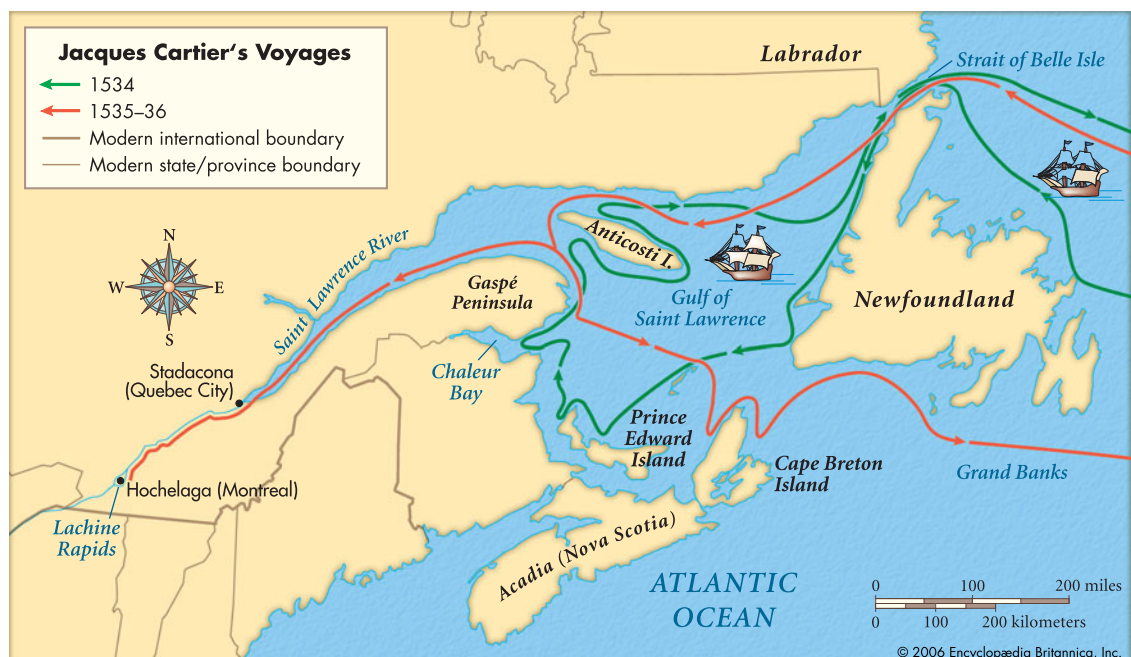 Jacques Cartier's Voyages
1534
1535–36
Modern international boundary
Modern state/province boundary
Labrador
Strait of Belle Isle
N
W
E
S
Saint Lawrence River
Anticosti I.
Gaspé
Peninsula
Gulf of
Saint Lawrence
Newfoundland
Stadacona
(Quebec City)
Chaleur
Bay
Prince
Edward
Island
Cape Breton
Island
Grand Banks
Hochelaga (Montreal)
Lachine
Rapids
Acadia (Nova Scotia)
ATLANTIC
OCEAN
0 100 200 miles
0 100 200 kilometers
© 2006 Encyclopædia Britannica, Inc.